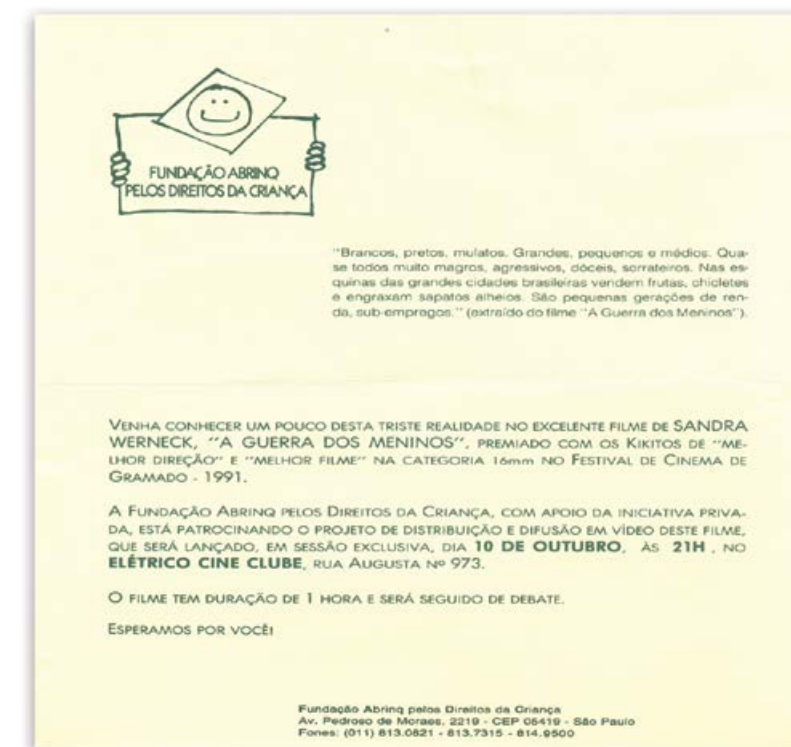 FUNDAÇÃO ABRINQ
PELOS DIREITOS DA CRIANÇA
"Brancos, pretos, mulatos. Grandes, pequenos e médios. Qua-
se todos muito magros, agressivos, dóceis, sorrateiros. Nas es-
quinas das grandes cidades brasileiras vendem frutas, chicletes
e engraxam sapatos alheios. São pequenas gerações de ren-
da, sub-empregos." (extraído do filme "A Guerra dos Meninos").
VENHA CONHECER UM POUCO DESTA TRISTE REALIDADE NO EXCELENTE FILME DE SANDRA
WERNECK, "A GUERRA DOS MENINOS", PREMIADO COM OS KIKITOS DE "ME-
LHOR DIREÇÃO" E "MELHOR FILME" NA CATEGORIA 16mm NO FESTIVAL DE CINEMA DE
GRAMADO - 1991.
A FUNDAÇÃO ABRINQ PELOS DIREITOS DA CRIANÇA, COM APOIO DA INICIATIVA PRIVA-
DA, ESTÁ PATROCINANDO O PROJETO DE DISTRIBUIÇÃO E DIFUSÃO EM VÍDEO DESTE FILME,
QUE SERÁ LANÇADO, EM SESSÃO EXCLUSIVA, DIA 10 DE OUTUBRO, ÀS 21H, NO
ELÉTRICO CINE CLUBE, RUA AUGUSTA Nº 973.
O FILME TEM DURAÇÃO DE 1 HORA E SERÁ SEGUIDO DE DEBATE.
ESPERAMOS POR VOCÊ!
Fundação Abrinq pelos Direitos da Criança
Av. Pedroso de Moraes, 2219 - CEP 05419 - São Paulo
Fones: (011) 813.0821 - 813.7315 - 814.9500